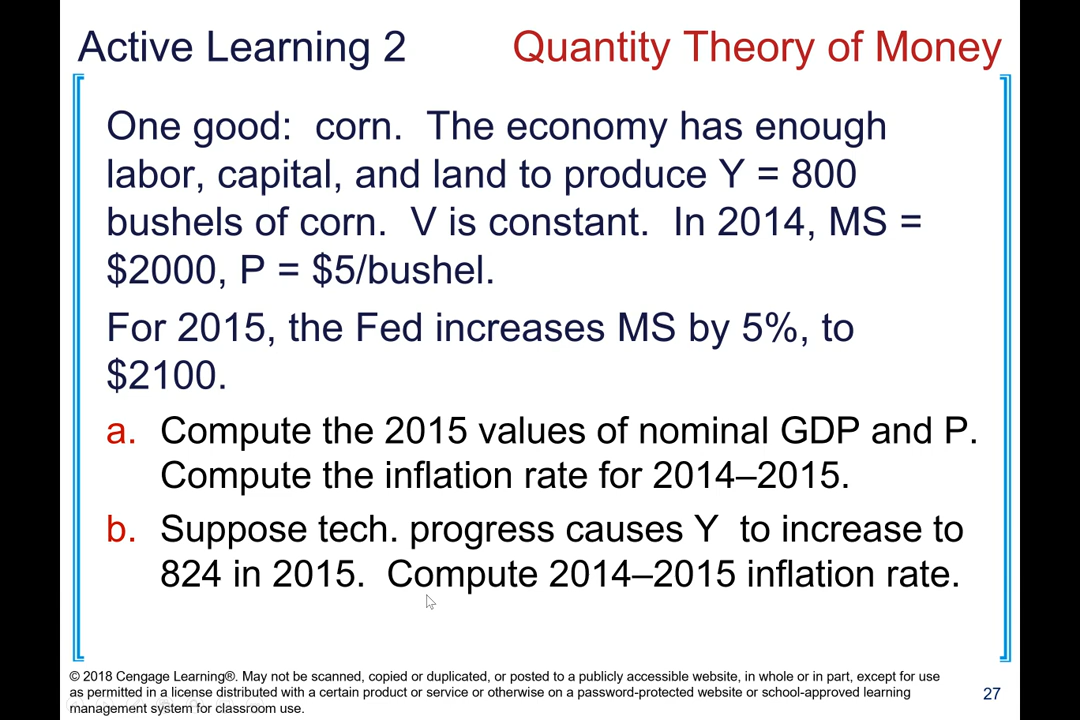 Active Learning 2 Quantity Theory of Money
One good: corn. The economy has enough
labor, capital, and land to produce Y = 800
bushels of corn. V is constant. In 2014, MS =
$2000, P = $5/bushel.
For 2015, the Fed increases MS by 5%, to
$2100.
a. Compute the 2015 values of nominal GDP and P.
Compute the inflation rate for 2014–2015.
b. Suppose tech. progress causes Y to increase to
824 in 2015. Compute 2014–2015 inflation rate.
© 2018 Cengage Learning®. May not be scanned, copied or duplicated, or posted to a publicly accessible website, in whole or in part, except for use
as permitted in a license distributed with a certain product or service or otherwise on a password-protected website or school-approved learning
management system for classroom use.
27